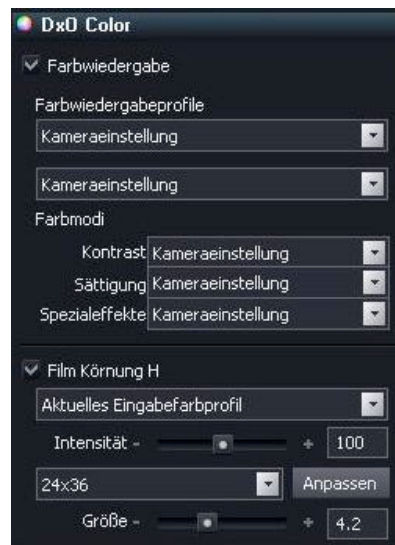 DxO Color
Farbwiedergabe
Farbwiedergabeprofile
Kameraeinstellung
Kameraeinstellung
Farbmodi
Kontrast Kameraeinstellung
Sättigung Kameraeinstellung
Spezialeffekte Kameraeinstellung
Film Körnung H
Aktuelles Eingabefarbprofil
Intensität - + 100
24x36 Anpassen
Größe - + 4.2